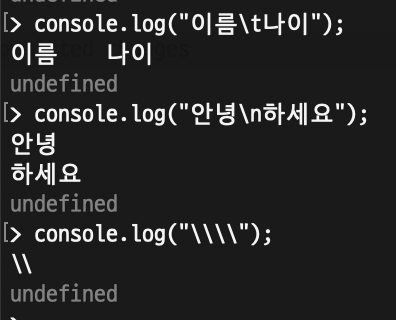 undefined
[> console.log("이름\t나이");
이름    나이
undefined
[> console.log("안녕\n하세요");
안녕
하세요
undefined
[> console.log("\\\\");
\\
undefined
>